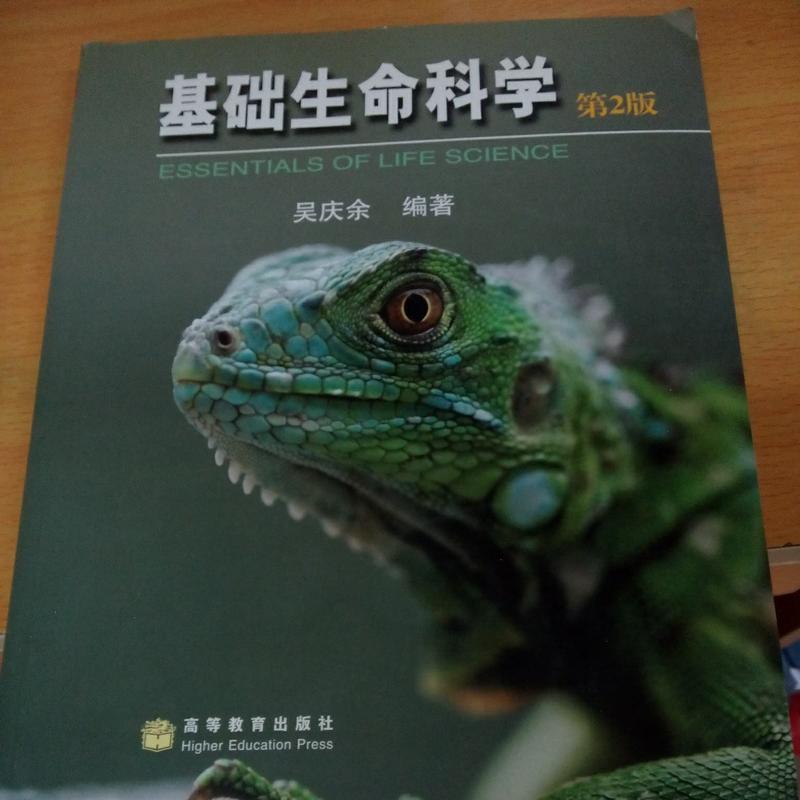 基础生命科学 第2版
ESSENTIALS OF LIFE SCIENCE
吴庆余 编著
高等教育出版社
Higher Education Press